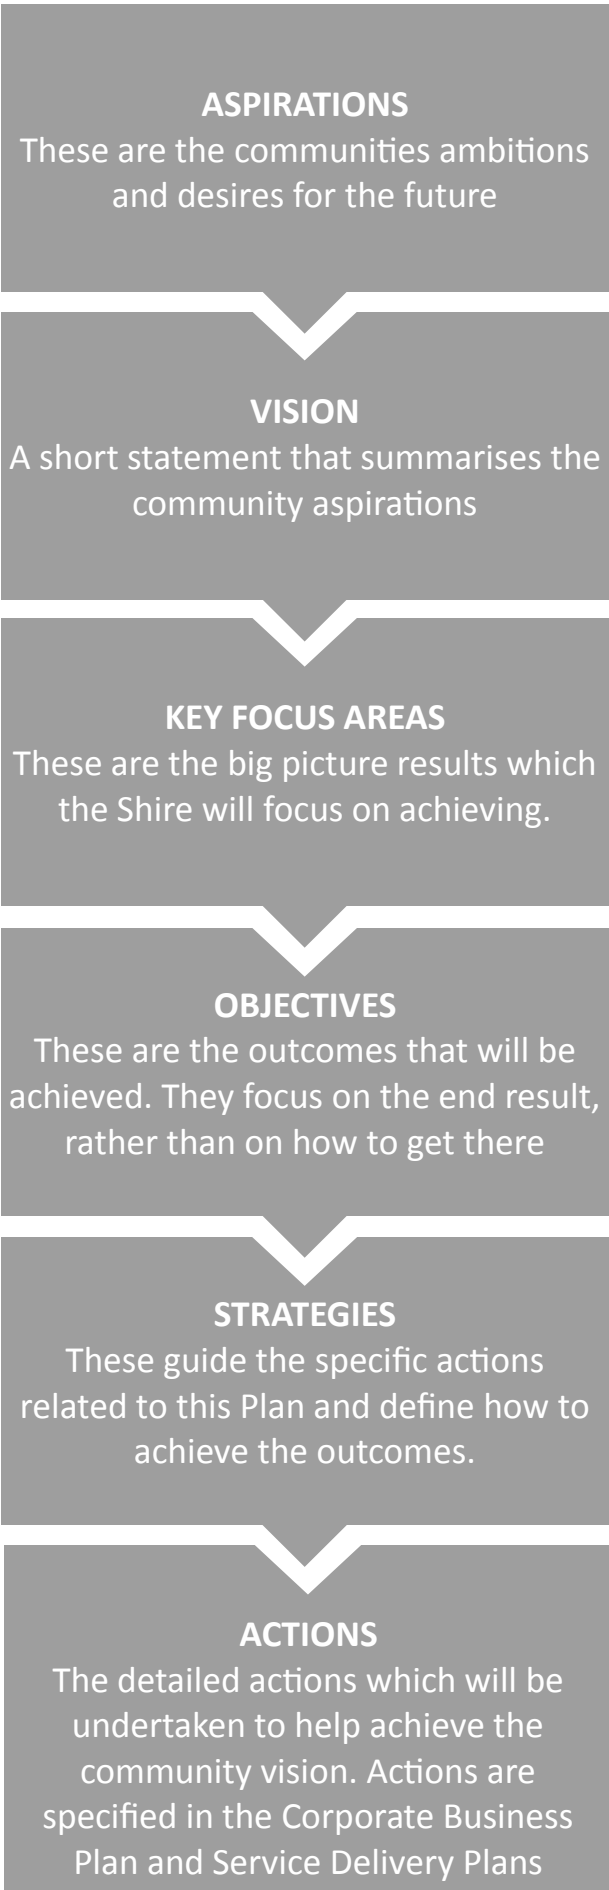 ASPIRATIONS
These are the communities ambitions
and desires for the future
VISION
A short statement that summarises the
community aspirations
KEY FOCUS AREAS
These are the big picture results which
the Shire will focus on achieving.
OBJECTIVES
These are the outcomes that will be
achieved. They focus on the end result,
rather than on how to get there
STRATEGIES
These guide the specific actions
related to this Plan and define how to
achieve the outcomes.
ACTIONS
The detailed actions which will be
undertaken to help achieve the
community vision. Actions are
specified in the Corporate Business
Plan and Service Delivery Plans